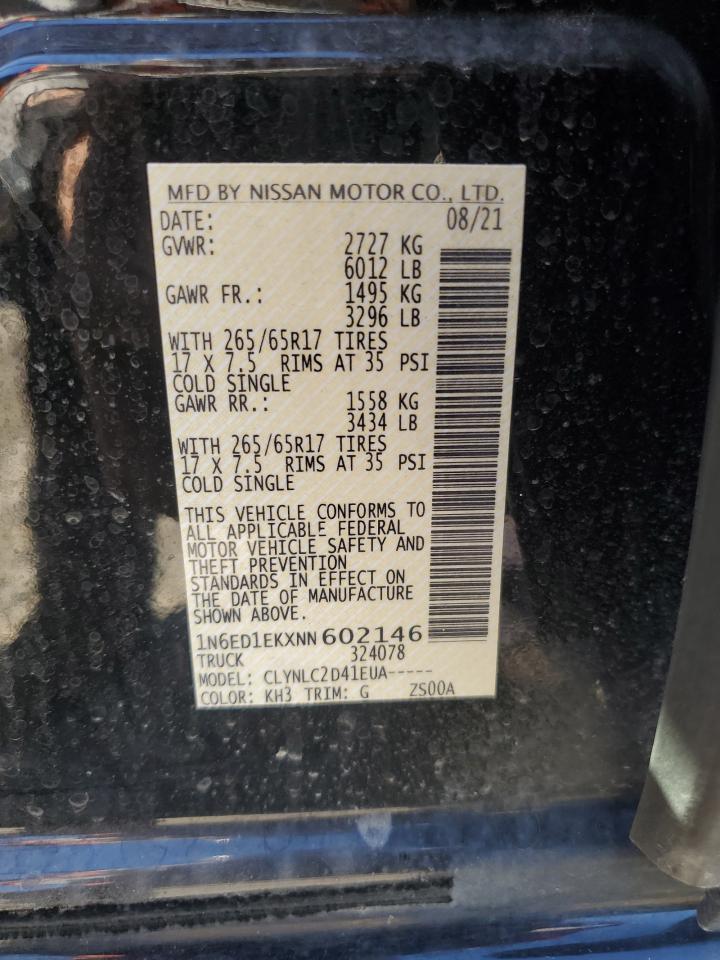 MFD BY NISSAN MOTOR CO., LTD.
DATE: 08/21
GVWR: 2727 KG
6012 LB
GAWR FR.: 1495 KG
3296 LB
WITH 265/65R17 TIRES
17 X 7.5 RIMS AT 35 PSI
COLD SINGLE
GAWR RR.: 1558 KG
3434 LB
WITH 265/65R17 TIRES
17 X 7.5 RIMS AT 35 PSI
COLD SINGLE
THIS VEHICLE CONFORMS TO
ALL APPLICABLE FEDERAL
MOTOR VEHICLE SAFETY AND
THEFT PREVENTION
STANDARDS IN EFFECT ON
THE DATE OF MANUFACTURE
SHOWN ABOVE.
1N6ED1EKXNN602146
TRUCK 324078
MODEL: CLYNLC2D41EUA-----
COLOR: KH3 TRIM: G ZS00A